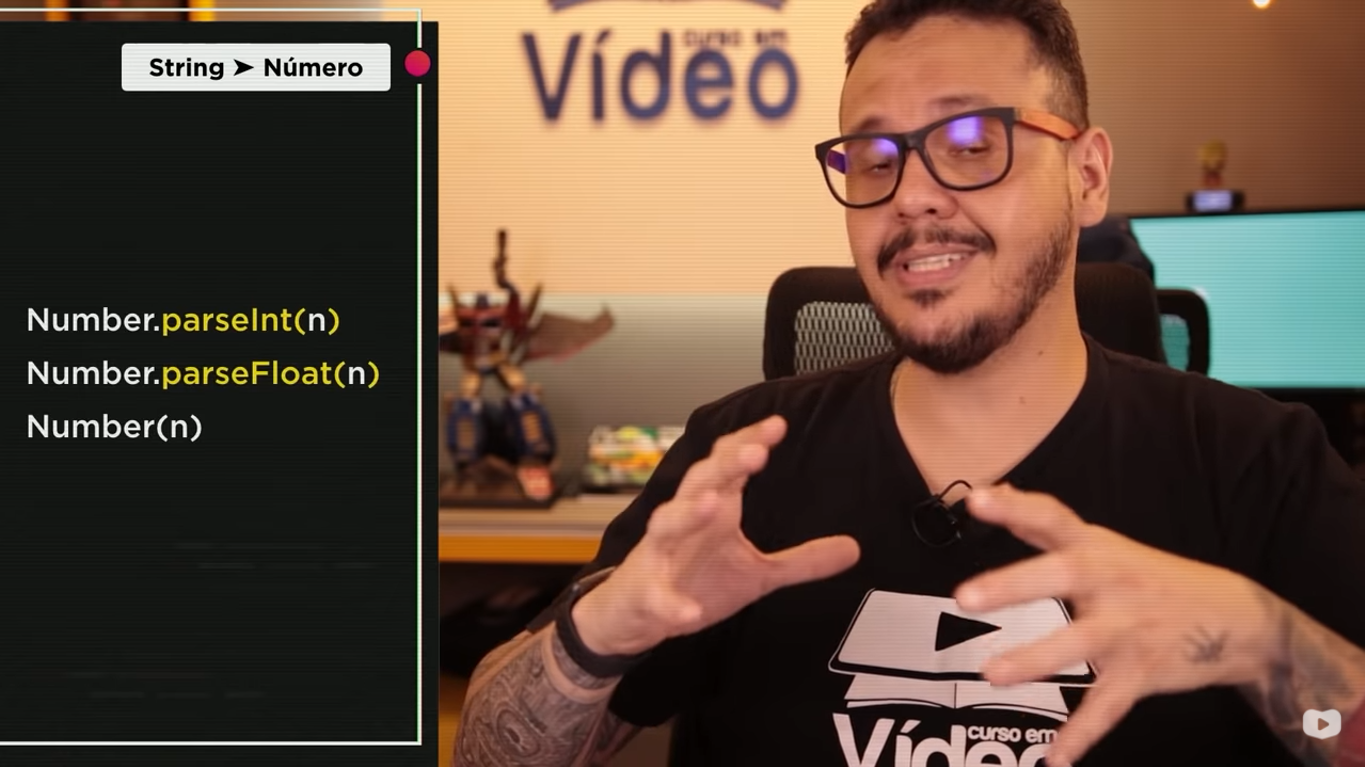 String ➤ Número
Number.parseInt(n)
Number.parseFloat(n)
Number(n)
curso em
Vídeo
curso em
Vídeo